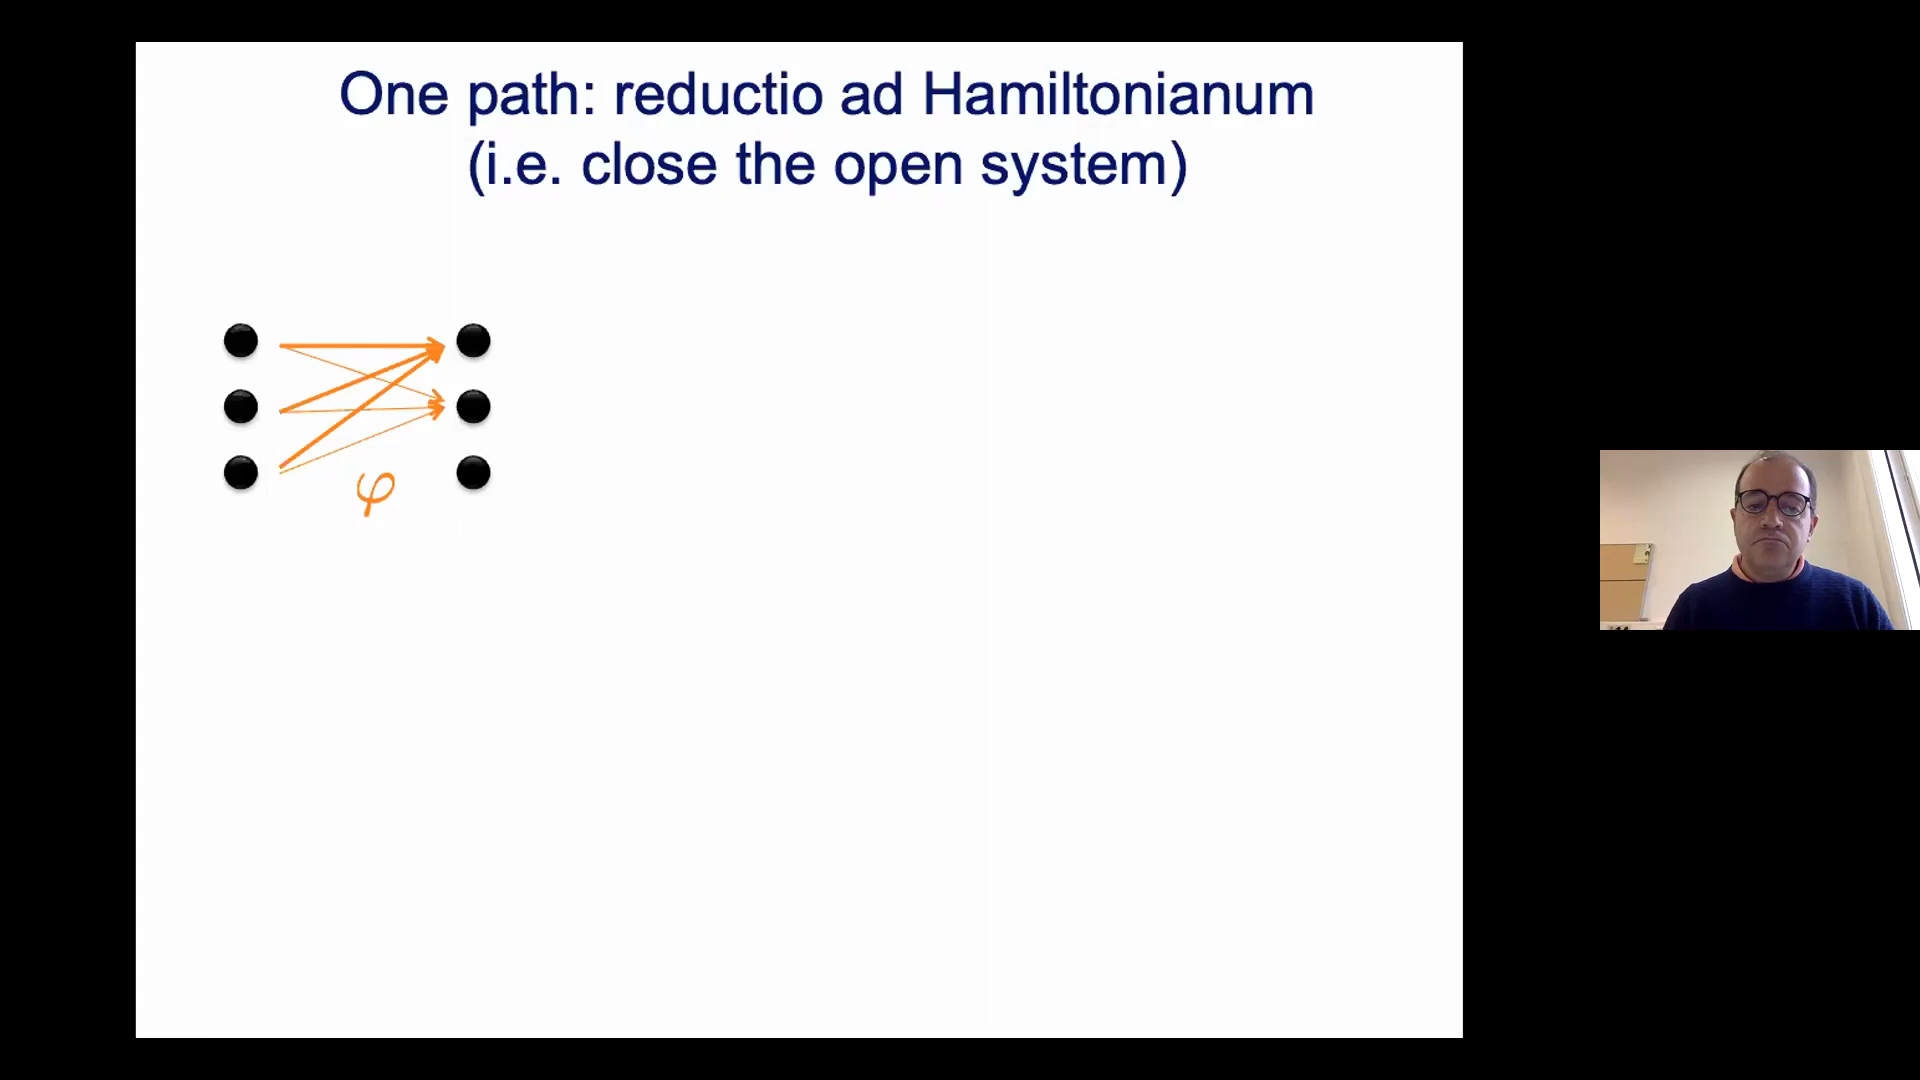 One path: reductio ad Hamiltonianum
(i.e. close the open system)
φ